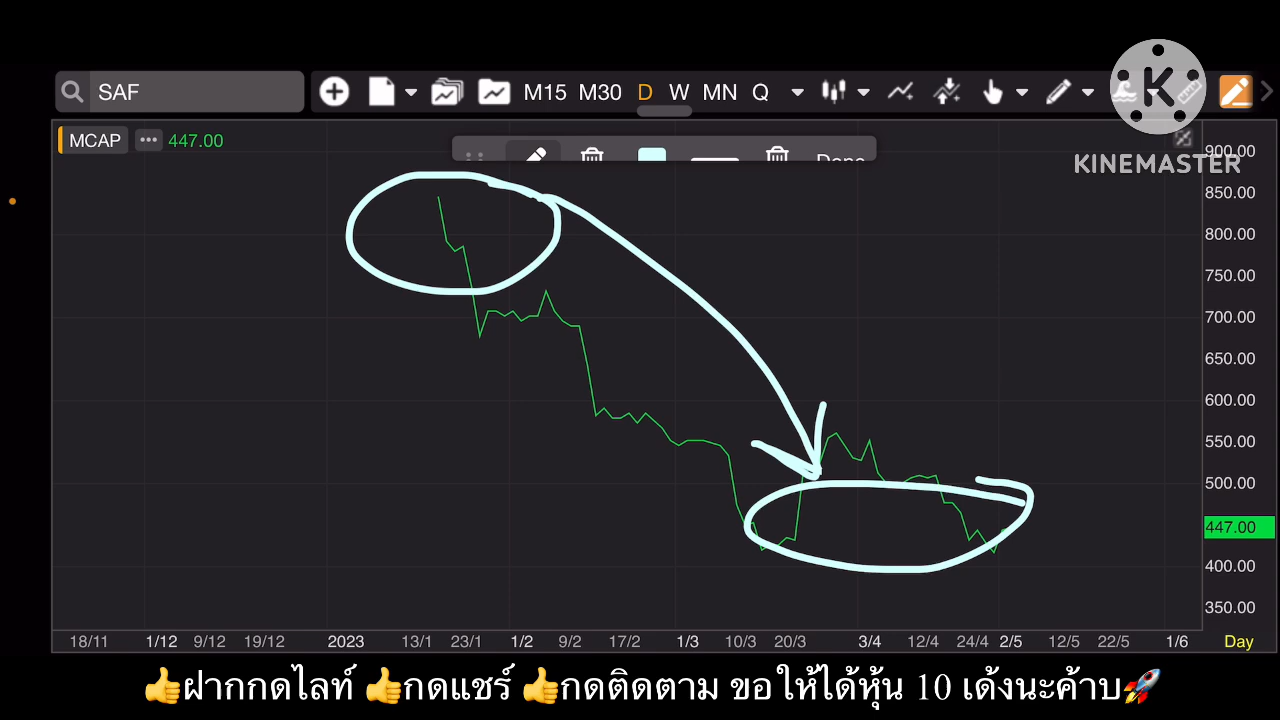 SAF M15 M30 D W MN Q
MCAP 447.00
KINEMASTER
900.00
850.00
800.00
750.00
700.00
650.00
600.00
550.00
500.00
447.00
400.00
350.00
18/11 1/12 9/12 19/12 2023 13/1 23/1 1/2 9/2 17/2 1/3 10/3 20/3 3/4 12/4 24/4 2/5 12/5 22/5 1/6 Day
👍ฝากกดไลท์ 👍กดแชร์ 👍กดติดตาม ขอให้ได้หุ้น 10 เด้งนะค้าบ🚀